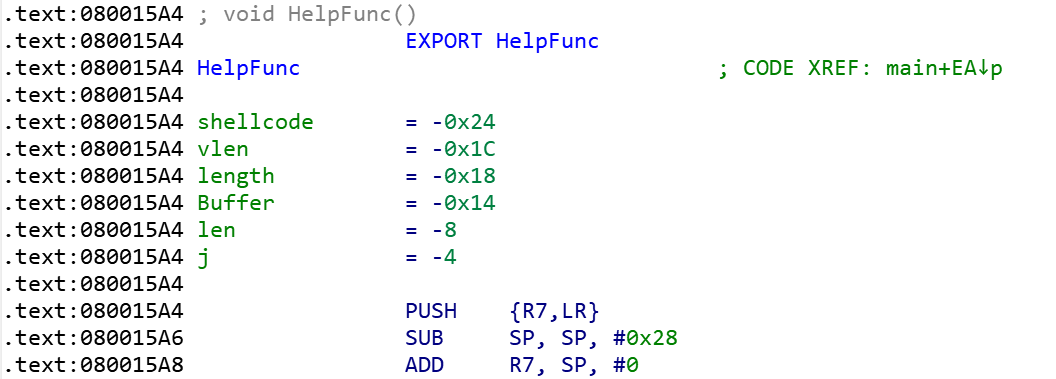 .text:080015A4 ; void HelpFunc()
.text:080015A4 EXPORT HelpFunc
.text:080015A4 HelpFunc ; CODE XREF: main+EA↓p
.text:080015A4
.text:080015A4 shellcode = -0x24
.text:080015A4 vlen = -0x1C
.text:080015A4 length = -0x18
.text:080015A4 Buffer = -0x14
.text:080015A4 len = -8
.text:080015A4 j = -4
.text:080015A4
.text:080015A4 PUSH {R7,LR}
.text:080015A6 SUB SP, SP, #0x28
.text:080015A8 ADD R7, SP, #0